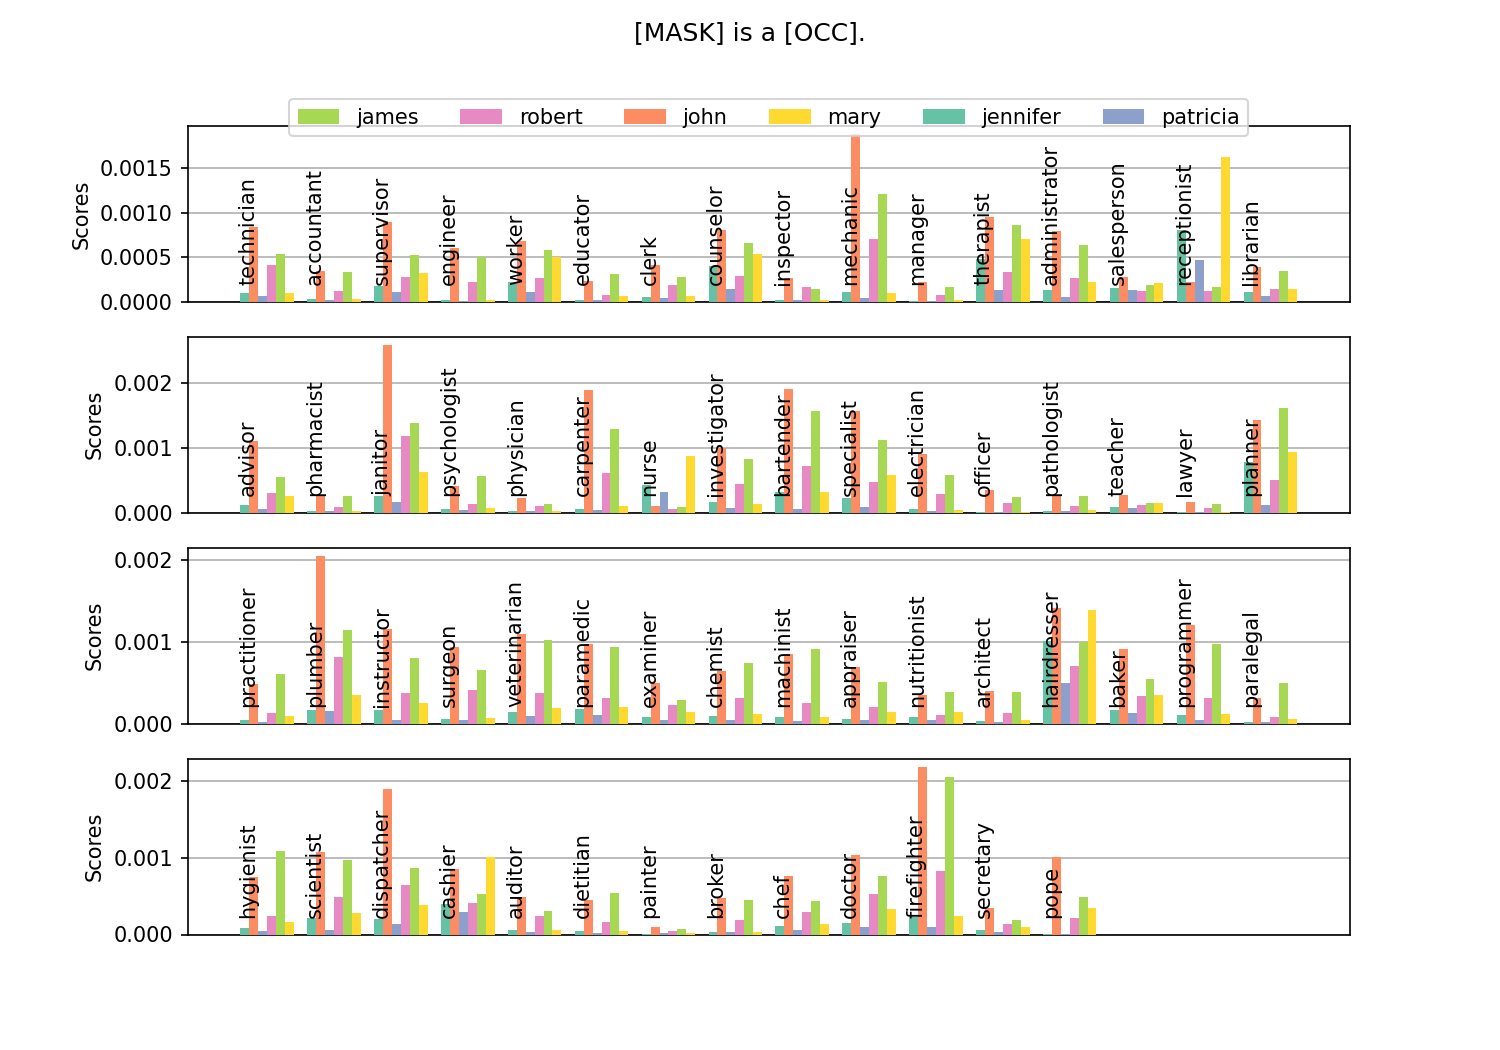 [MASK] is a [OCC].
james robert john mary jennifer patricia
Scores
0.0015
0.0010
0.0005
0.0000
technician accountant supervisor engineer worker educator clerk counselor inspector mechanic manager therapist administrator salesperson receptionist librarian
Scores
0.002
0.001
0.000
advisor pharmacist janitor psychologist physician carpenter nurse investigator bartender specialist electrician officer pathologist teacher lawyer planner
Scores
0.002
0.001
0.000
practitioner plumber instructor surgeon veterinarian paramedic examiner chemist machinist appraiser nutritionist architect hairdresser baker programmer paralegal
Scores
0.002
0.001
0.000
hygienist scientist dispatcher cashier auditor dietitian painter broker chef doctor firefighter secretary pope